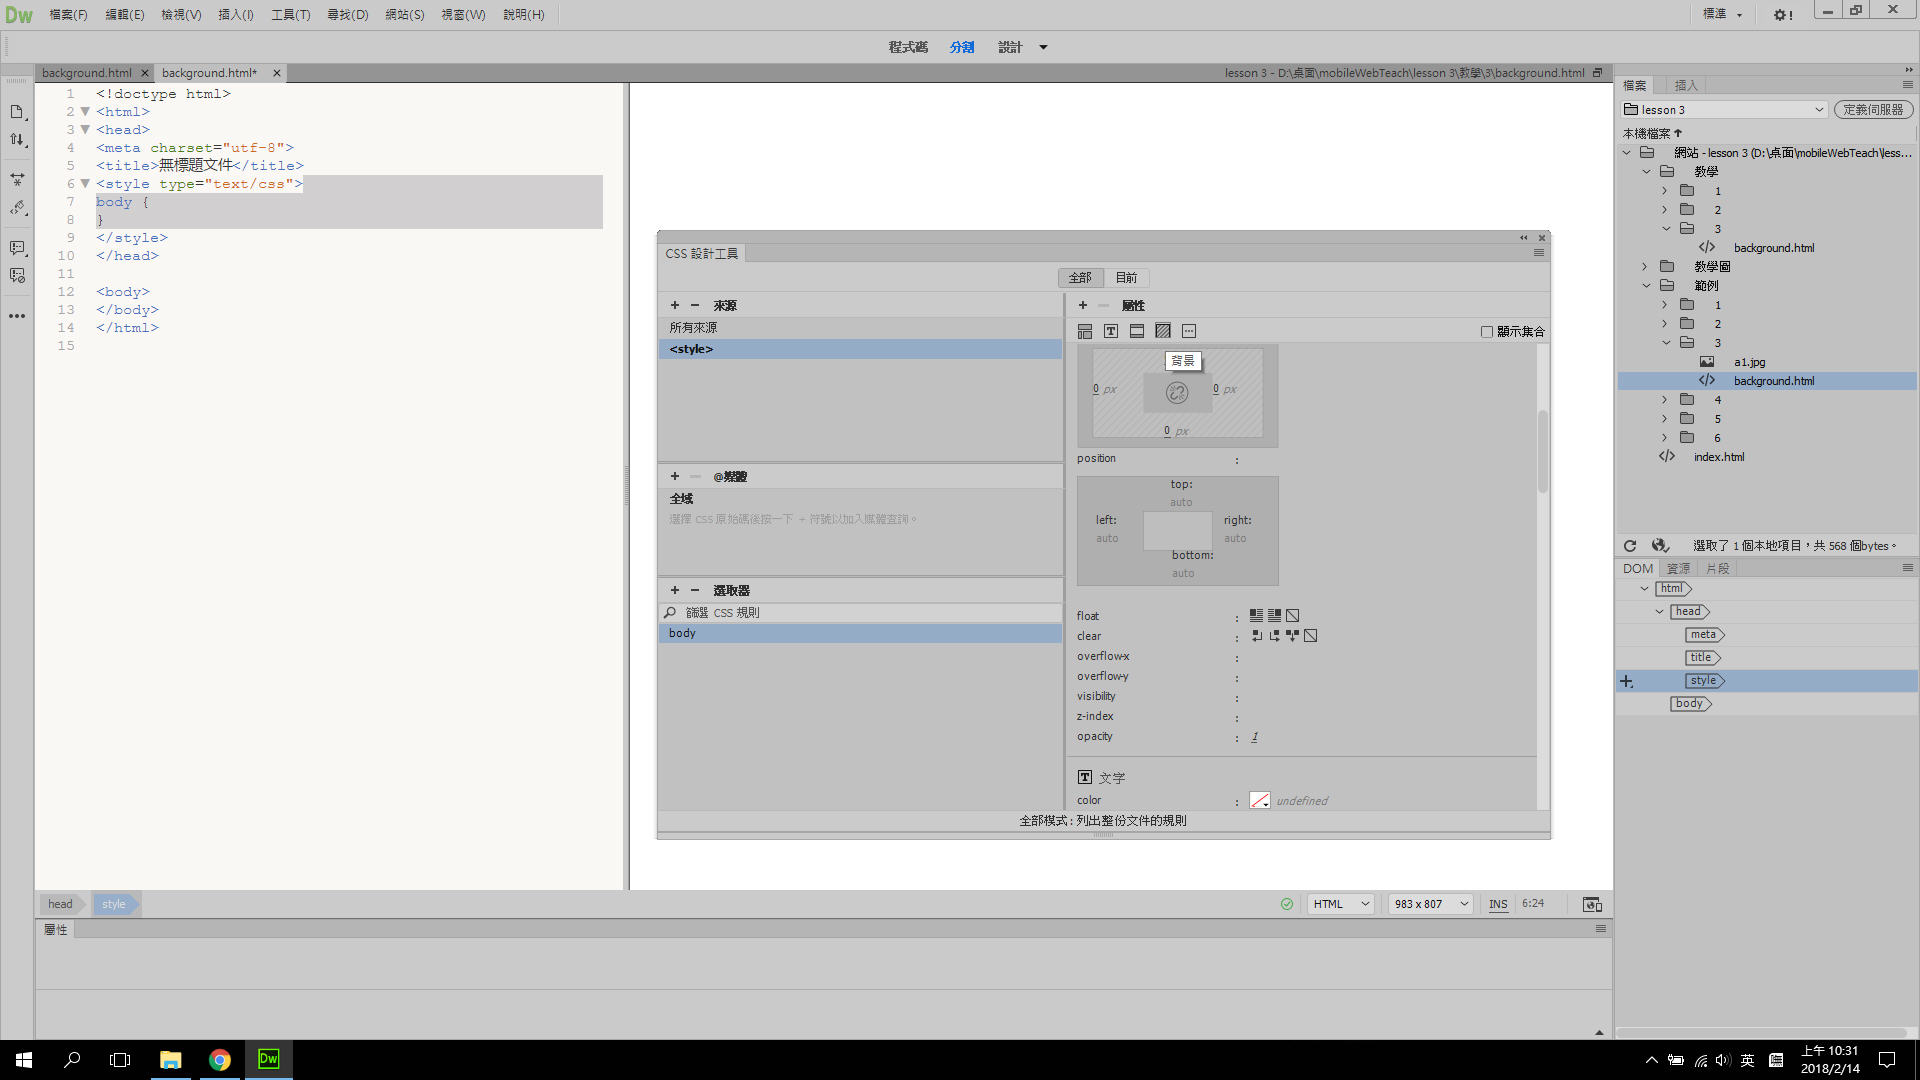 Dw 檔案(F) 編輯(E) 檢視(V) 插入(I) 工具(T) 尋找(D) 網站(S) 視窗(W) 說明(H) 標準
程式碼 分割 設計
background.html background.html* lesson 3 - D:\桌面\mobileWebTeach\lesson 3\教學\3\background.html
1 <!doctype html>
2 <html>
3 <head>
4 <meta charset="utf-8">
5 <title>無標題文件</title>
6 <style type="text/css">
7 body {
8 }
9 </style>
10 </head>
11
12 <body>
13 </body>
14 </html>
15
CSS 設計工具
全部 目前
+ − 來源
所有來源
<style>
+ − @媒體
全域
選擇 CSS 原始碼後按一下 + 符號以加入媒體查詢。
+ − 選取器
篩選 CSS 規則
body
+ − 屬性
顯示集合
背景
0 px 0 px
0 px
position :
top:
auto
left: right:
auto auto
bottom:
auto
float :
clear :
overflow-x :
overflow-y :
visibility :
z-index :
opacity : 1
T 文字
color : undefined
全部模式 : 列出整份文件的規則
head style HTML 983 x 807 INS 6:24
屬性
檔案 插入
lesson 3 定義伺服器
本機檔案
網站 - lesson 3 (D:\桌面\mobileWebTeach\less...
教學
1
2
3
background.html
教學圖
範例
1
2
3
a1.jpg
background.html
4
5
6
index.html
選取了 1 個本地項目，共 568 個bytes。
DOM 資源 片段
html
head
meta
title
style
body
Dw
英
上午 10:31
2018/2/14